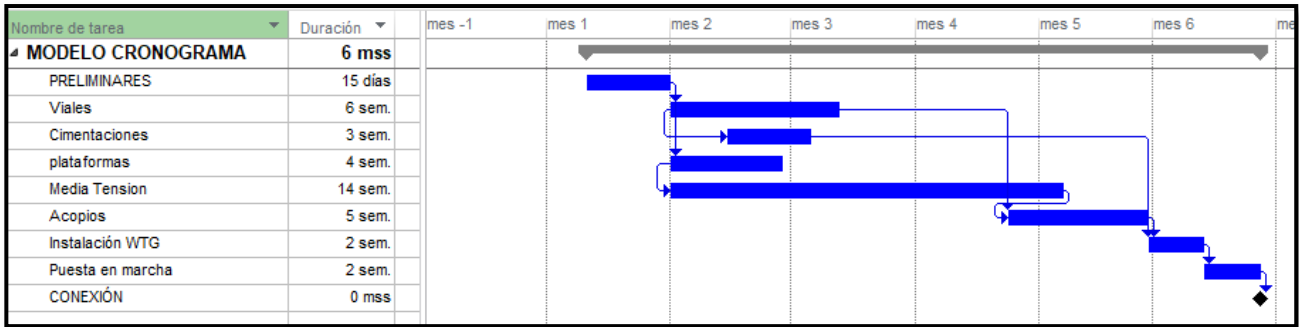 Nombre de tarea Duración mes -1 mes 1 mes 2 mes 3 mes 4 mes 5 mes 6 me
MODELO CRONOGRAMA 6 mss
PRELIMINARES 15 días
Viales 6 sem.
Cimentaciones 3 sem.
plataformas 4 sem.
Media Tension 14 sem.
Acopios 5 sem.
Instalación WTG 2 sem.
Puesta en marcha 2 sem.
CONEXIÓN 0 mss